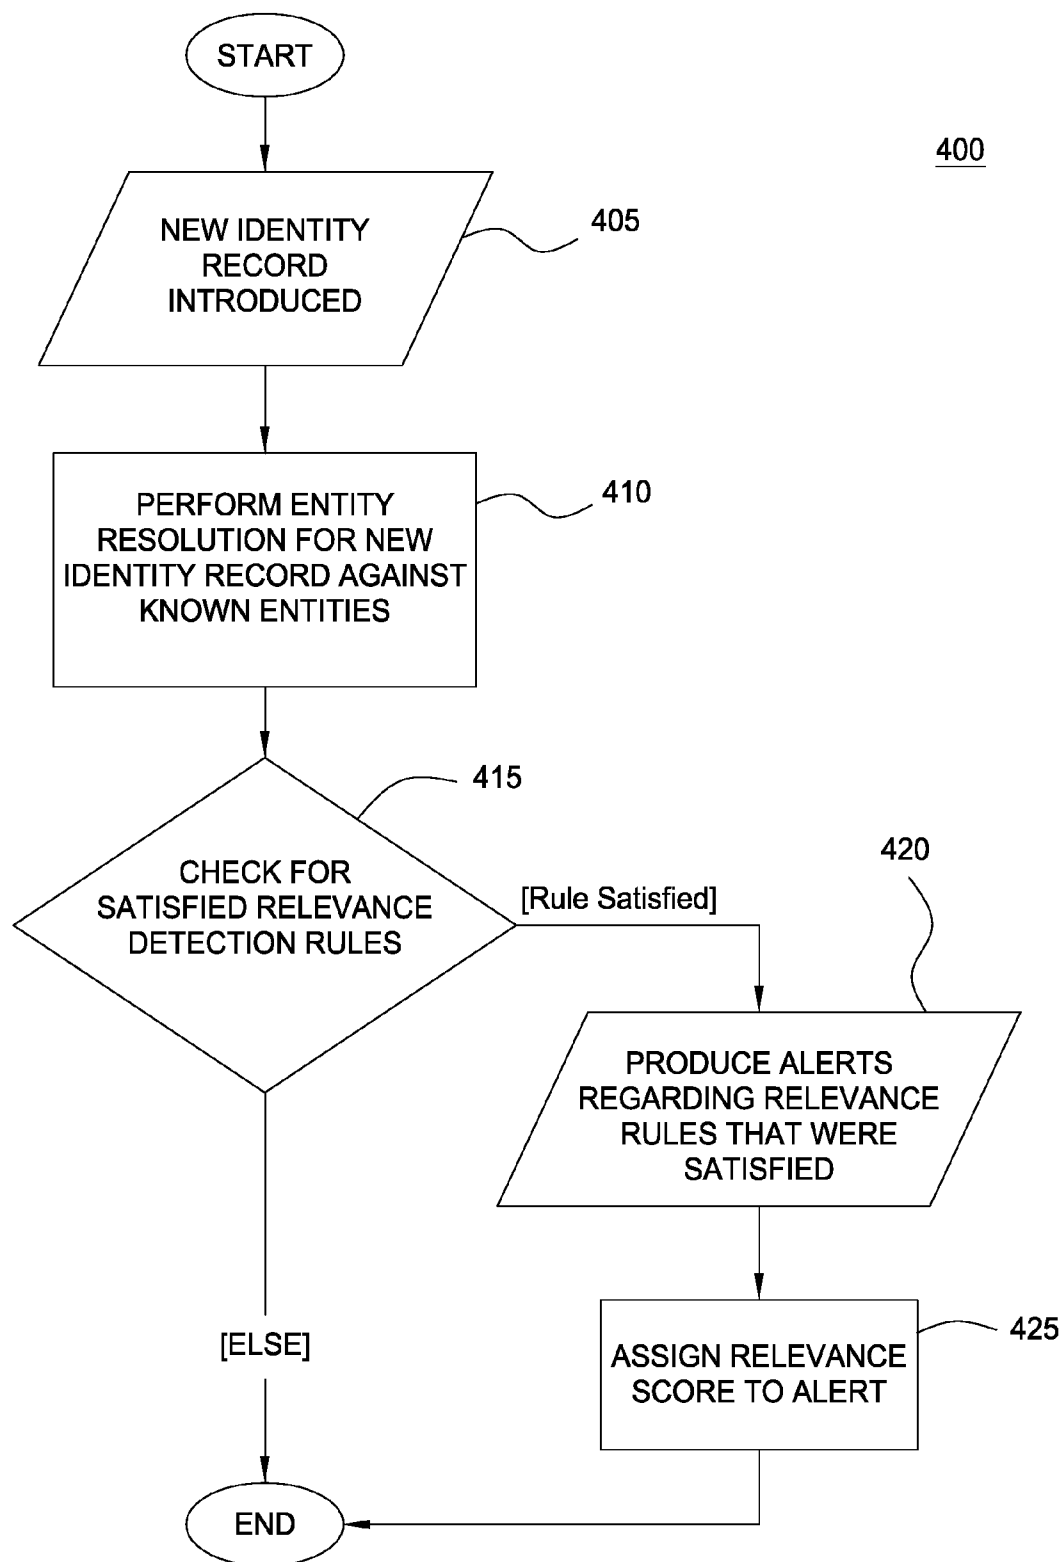 START
400
NEW IDENTITY
RECORD
INTRODUCED
405
PERFORM ENTITY
RESOLUTION FOR NEW
IDENTITY RECORD AGAINST
KNOWN ENTITIES
410
CHECK FOR
SATISFIED RELEVANCE
DETECTION RULES
415
[Rule Satisfied]
420
PRODUCE ALERTS
REGARDING RELEVANCE
RULES THAT WERE
SATISFIED
[ELSE]
ASSIGN RELEVANCE
SCORE TO ALERT
425
END